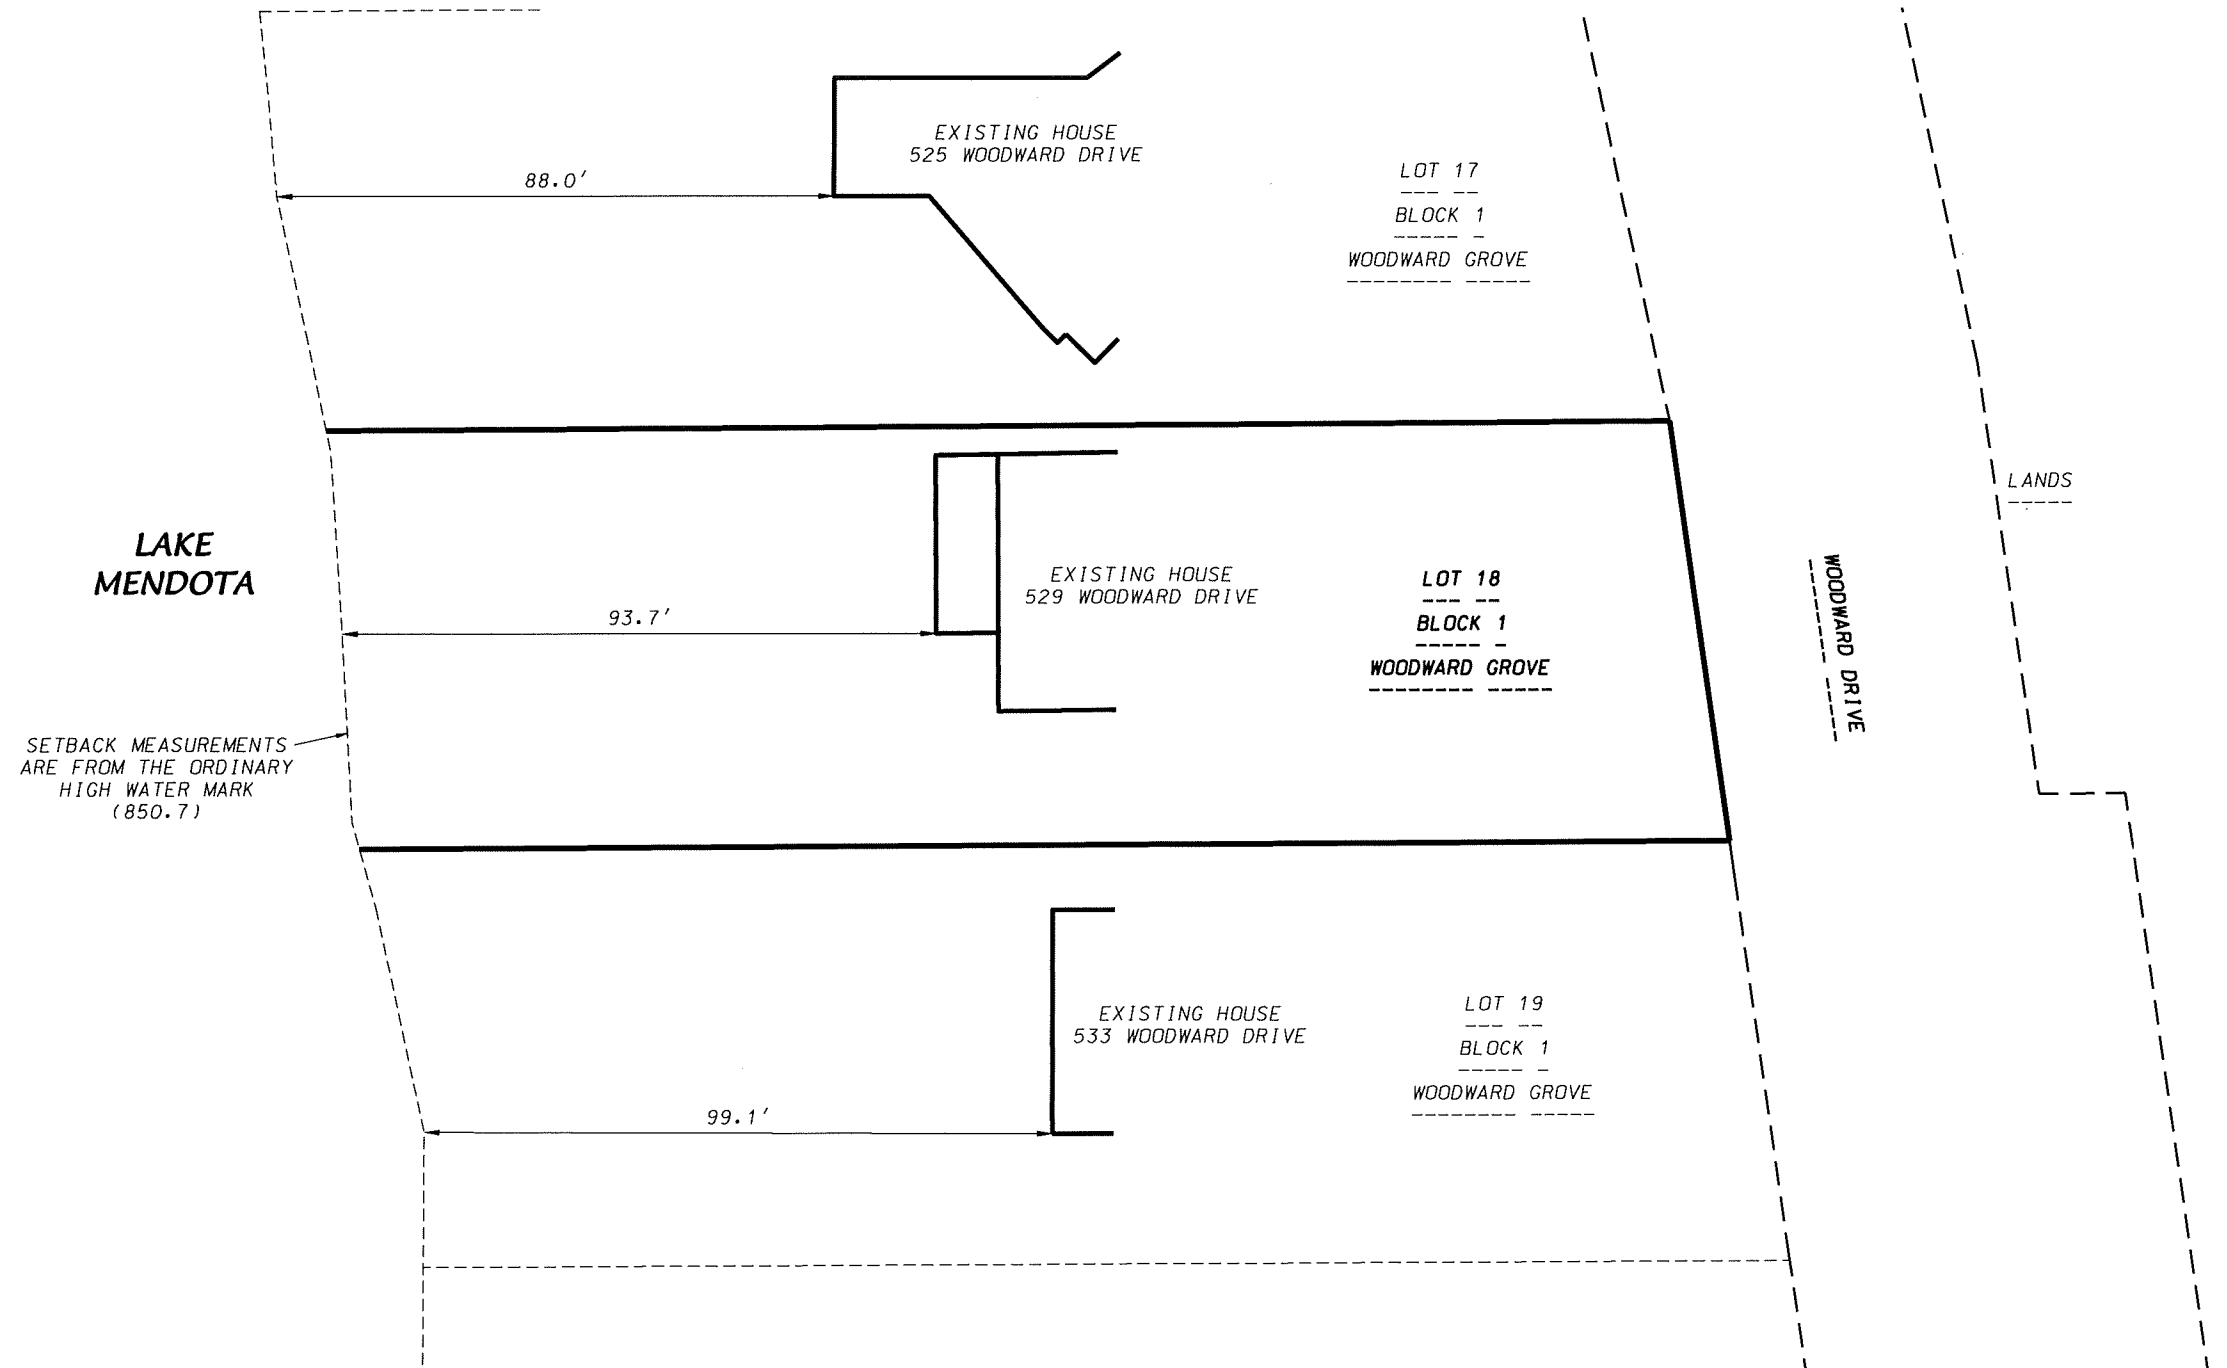 EXISTING HOUSE
525 WOODWARD DRIVE
88.0'
LOT 17
BLOCK 1
WOODWARD GROVE
LAKE
MENDOTA
EXISTING HOUSE
529 WOODWARD DRIVE
93.7'
LOT 18
BLOCK 1
WOODWARD GROVE
WOODWARD DRIVE
LANDS
SETBACK MEASUREMENTS
ARE FROM THE ORDINARY
HIGH WATER MARK
(850.7)
EXISTING HOUSE
533 WOODWARD DRIVE
99.1'
LOT 19
BLOCK 1
WOODWARD GROVE